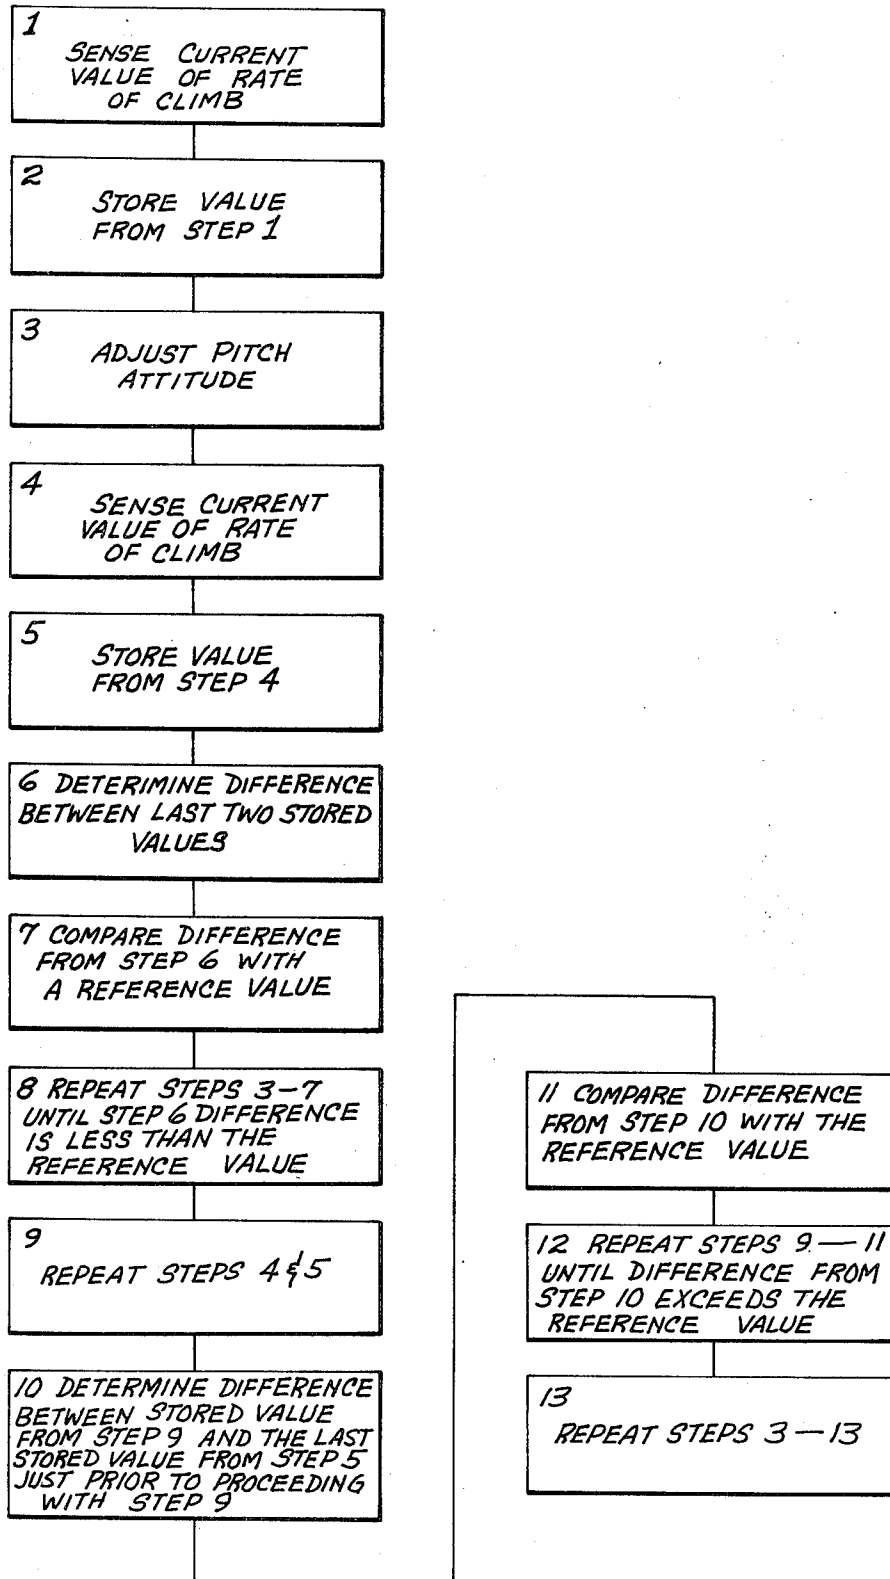 1
SENSE CURRENT
VALUE OF RATE
OF CLIMB
2
STORE VALUE
FROM STEP 1
3
ADJUST PITCH
ATTITUDE
4
SENSE CURRENT
VALUE OF RATE
OF CLIMB
5
STORE VALUE
FROM STEP 4
6 DETERIMINE DIFFERENCE
BETWEEN LAST TWO STORED
VALUES
7 COMPARE DIFFERENCE
FROM STEP 6 WITH
A REFERENCE VALUE
8 REPEAT STEPS 3-7
UNTIL STEP 6 DIFFERENCE
IS LESS THAN THE
REFERENCE VALUE
9
REPEAT STEPS 4 & 5
10 DETERMINE DIFFERENCE
BETWEEN STORED VALUE
FROM STEP 9 AND THE LAST
STORED VALUE FROM STEP 5
JUST PRIOR TO PROCEEDING
WITH STEP 9
11 COMPARE DIFFERENCE
FROM STEP 10 WITH THE
REFERENCE VALUE
12 REPEAT STEPS 9 — 11
UNTIL DIFFERENCE FROM
STEP 10 EXCEEDS THE
REFERENCE VALUE
13
REPEAT STEPS 3 — 13